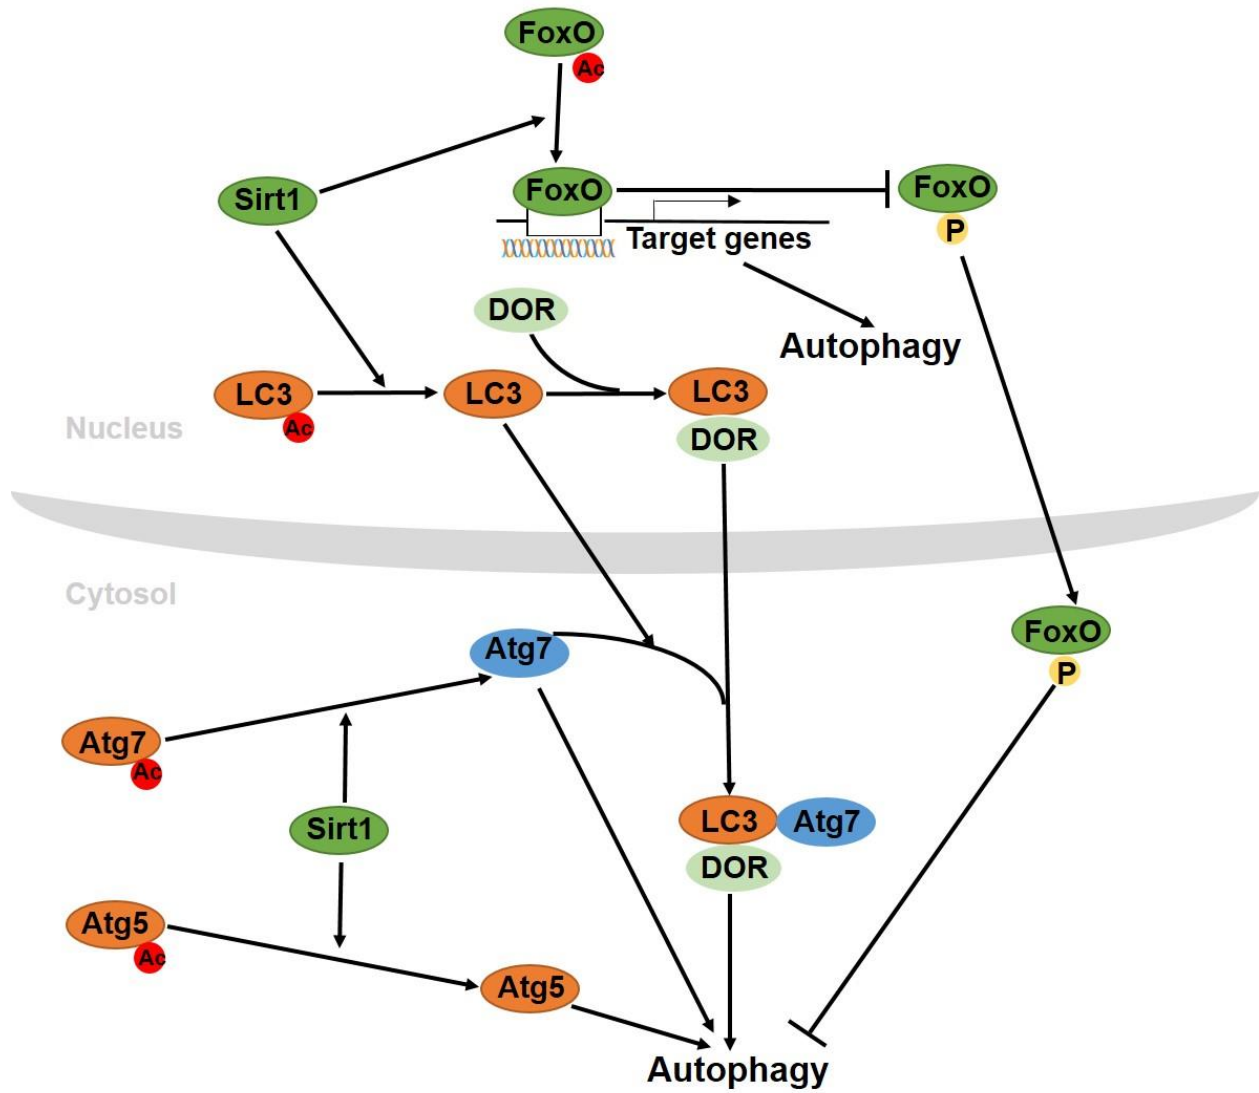 FoxO
Ac
Sirt1
FoxO
FoxO
P
Target genes
DOR
Autophagy
LC3
Ac
LC3
LC3
DOR
Nucleus
Cytosol
Atg7
FoxO
P
Atg7
Ac
Sirt1
LC3
Atg7
DOR
Atg5
Ac
Atg5
Autophagy